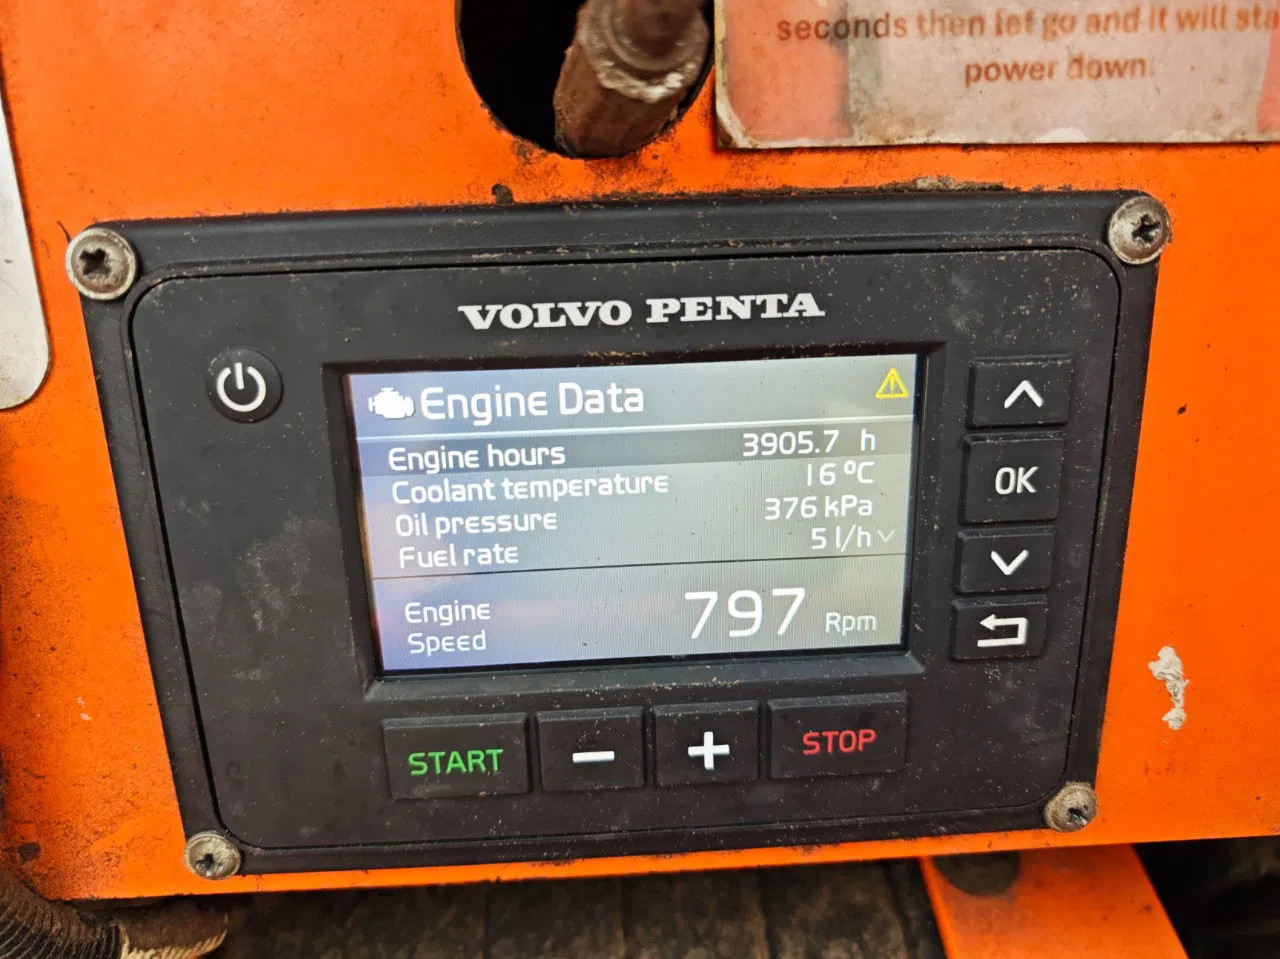 seconds then let go and it will sta
power down.
VOLVO PENTA
Engine Data
Engine hours 3905.7 h
Coolant temperature 16 ºC
Oil pressure 376 kPa
Fuel rate 5 l/h
Engine
Speed 797 Rpm
OK
START − + STOP